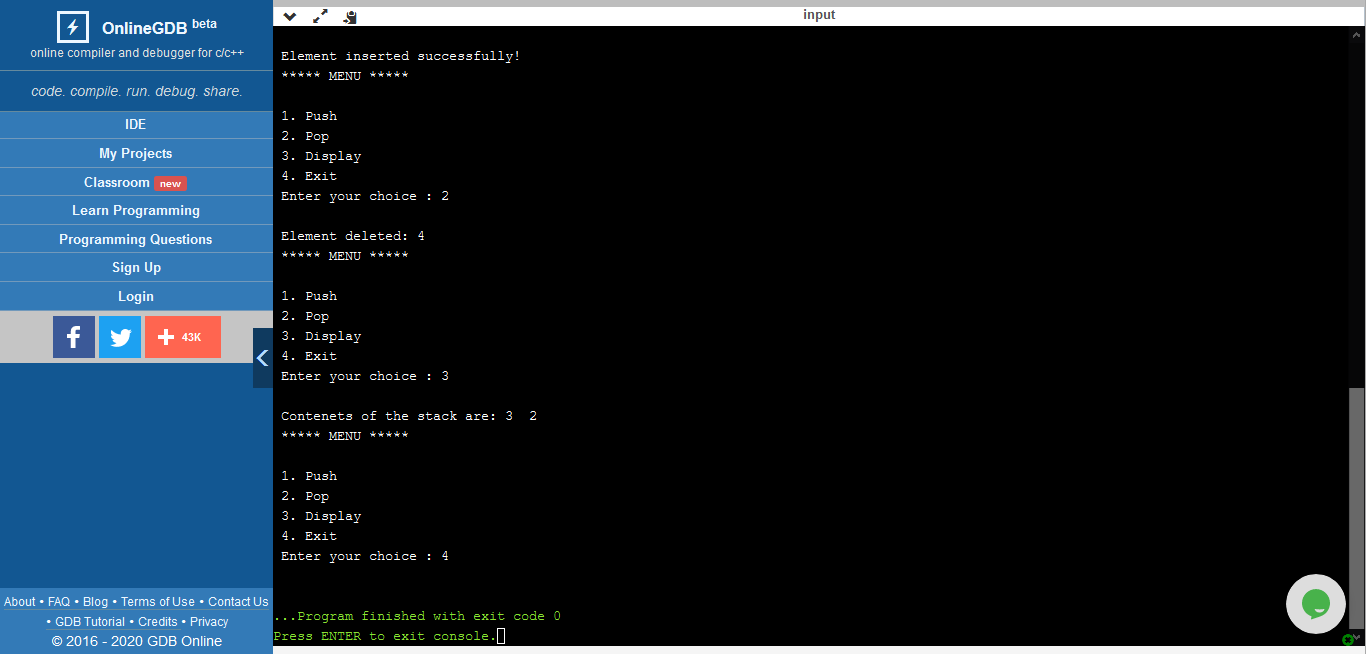 OnlineGDB beta
online compiler and debugger for c/c++
code. compile. run. debug. share.
IDE
My Projects
Classroom new
Learn Programming
Programming Questions
Sign Up
Login
43K
About • FAQ • Blog • Terms of Use • Contact Us
• GDB Tutorial • Credits • Privacy
© 2016 - 2020 GDB Online
input
Element inserted successfully!
***** MENU *****
1. Push
2. Pop
3. Display
4. Exit
Enter your choice : 2
Element deleted: 4
***** MENU *****
1. Push
2. Pop
3. Display
4. Exit
Enter your choice : 3
Contenets of the stack are: 3  2
***** MENU *****
1. Push
2. Pop
3. Display
4. Exit
Enter your choice : 4
...Program finished with exit code 0
Press ENTER to exit console.